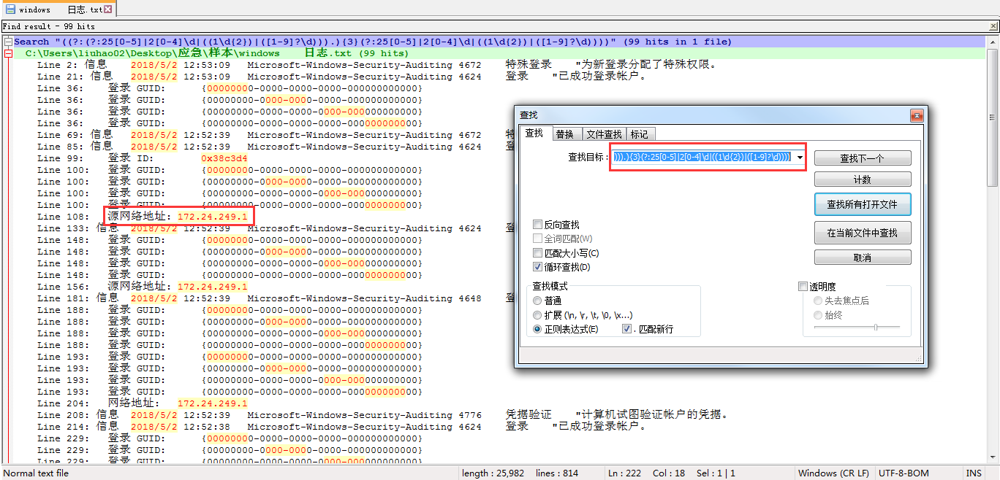 windows 日志.txt
Find result - 99 hits
Search "((?:(?:25[0-5]|2[0-4]\d|((1\d{2})|([1-9]?\d))).){3}(?:25[0-5]|2[0-4]\d|((1\d{2})|([1-9]?\d))))" (99 hits in 1 file)
C:\Users\liuhao02\Desktop\应急\样本\windows 日志.txt (99 hits)
Line 2: 信息 2018/5/2 12:53:09 Microsoft-Windows-Security-Auditing 4672 特殊登录 "为新登录分配了特殊权限。
Line 21: 信息 2018/5/2 12:53:09 Microsoft-Windows-Security-Auditing 4624 登录 "已成功登录帐户。
Line 36: 登录 GUID: {00000000-0000-0000-0000-000000000000}
Line 36: 登录 GUID: {00000000-0000-0000-0000-000000000000}
Line 36: 登录 GUID: {00000000-0000-0000-0000-000000000000}
Line 36: 登录 GUID: {00000000-0000-0000-0000-000000000000}
Line 69: 信息 2018/5/2 12:52:39 Microsoft-Windows-Security-Auditing 4672 特
Line 85: 信息 2018/5/2 12:52:39 Microsoft-Windows-Security-Auditing 4624
Line 99: 登录 ID: 0x38c3d4
Line 100: 登录 GUID: {00000000-0000-0000-0000-000000000000}
Line 100: 登录 GUID: {00000000-0000-0000-0000-000000000000}
Line 100: 登录 GUID: {00000000-0000-0000-0000-000000000000}
Line 100: 登录 GUID: {00000000-0000-0000-0000-000000000000}
Line 108: 源网络地址: 172.24.249.1
Line 133: 信息 2018/5/2 12:52:39 Microsoft-Windows-Security-Auditing 4624
Line 148: 登录 GUID: {00000000-0000-0000-0000-000000000000}
Line 148: 登录 GUID: {00000000-0000-0000-0000-000000000000}
Line 148: 登录 GUID: {00000000-0000-0000-0000-000000000000}
Line 148: 登录 GUID: {00000000-0000-0000-0000-000000000000}
Line 156: 源网络地址: 172.24.249.1
Line 181: 信息 2018/5/2 12:52:39 Microsoft-Windows-Security-Auditing 4648
Line 188: 登录 GUID: {00000000-0000-0000-0000-000000000000}
Line 188: 登录 GUID: {00000000-0000-0000-0000-000000000000}
Line 188: 登录 GUID: {00000000-0000-0000-0000-000000000000}
Line 188: 登录 GUID: {00000000-0000-0000-0000-000000000000}
Line 193: 登录 GUID: {00000000-0000-0000-0000-000000000000}
Line 193: 登录 GUID: {00000000-0000-0000-0000-000000000000}
Line 193: 登录 GUID: {00000000-0000-0000-0000-000000000000}
Line 193: 登录 GUID: {00000000-0000-0000-0000-000000000000}
Line 204: 网络地址: 172.24.249.1
Line 208: 信息 2018/5/2 12:52:39 Microsoft-Windows-Security-Auditing 4776 凭据验证 "计算机试图验证帐户的凭据。
Line 214: 信息 2018/5/2 12:52:38 Microsoft-Windows-Security-Auditing 4624 登录 "已成功登录帐户。
Line 229: 登录 GUID: {00000000-0000-0000-0000-000000000000}
Line 229: 登录 GUID: {00000000-0000-0000-0000-000000000000}
Line 229: 登录 GUID: {00000000-0000-0000-0000-000000000000}
查找
查找 替换 文件查找 标记
查找目标: ))).){3}(?:25[0-5]|2[0-4]\d|((1\d{2})|([1-9]?\d))))
查找下一个
计数
查找所有打开文件
在当前文件中查找
取消
反向查找
全词匹配(W)
匹配大小写(C)
循环查找(D)
查找模式
普通
扩展 (\n, \r, \t, \0, \x...)
正则表达式(E) . 匹配新行
透明度
失去焦点后
始终
Normal text file length : 25,982 lines : 814 Ln : 222 Col : 18 Sel : 1 | 1 Windows (CR LF) UTF-8-BOM INS